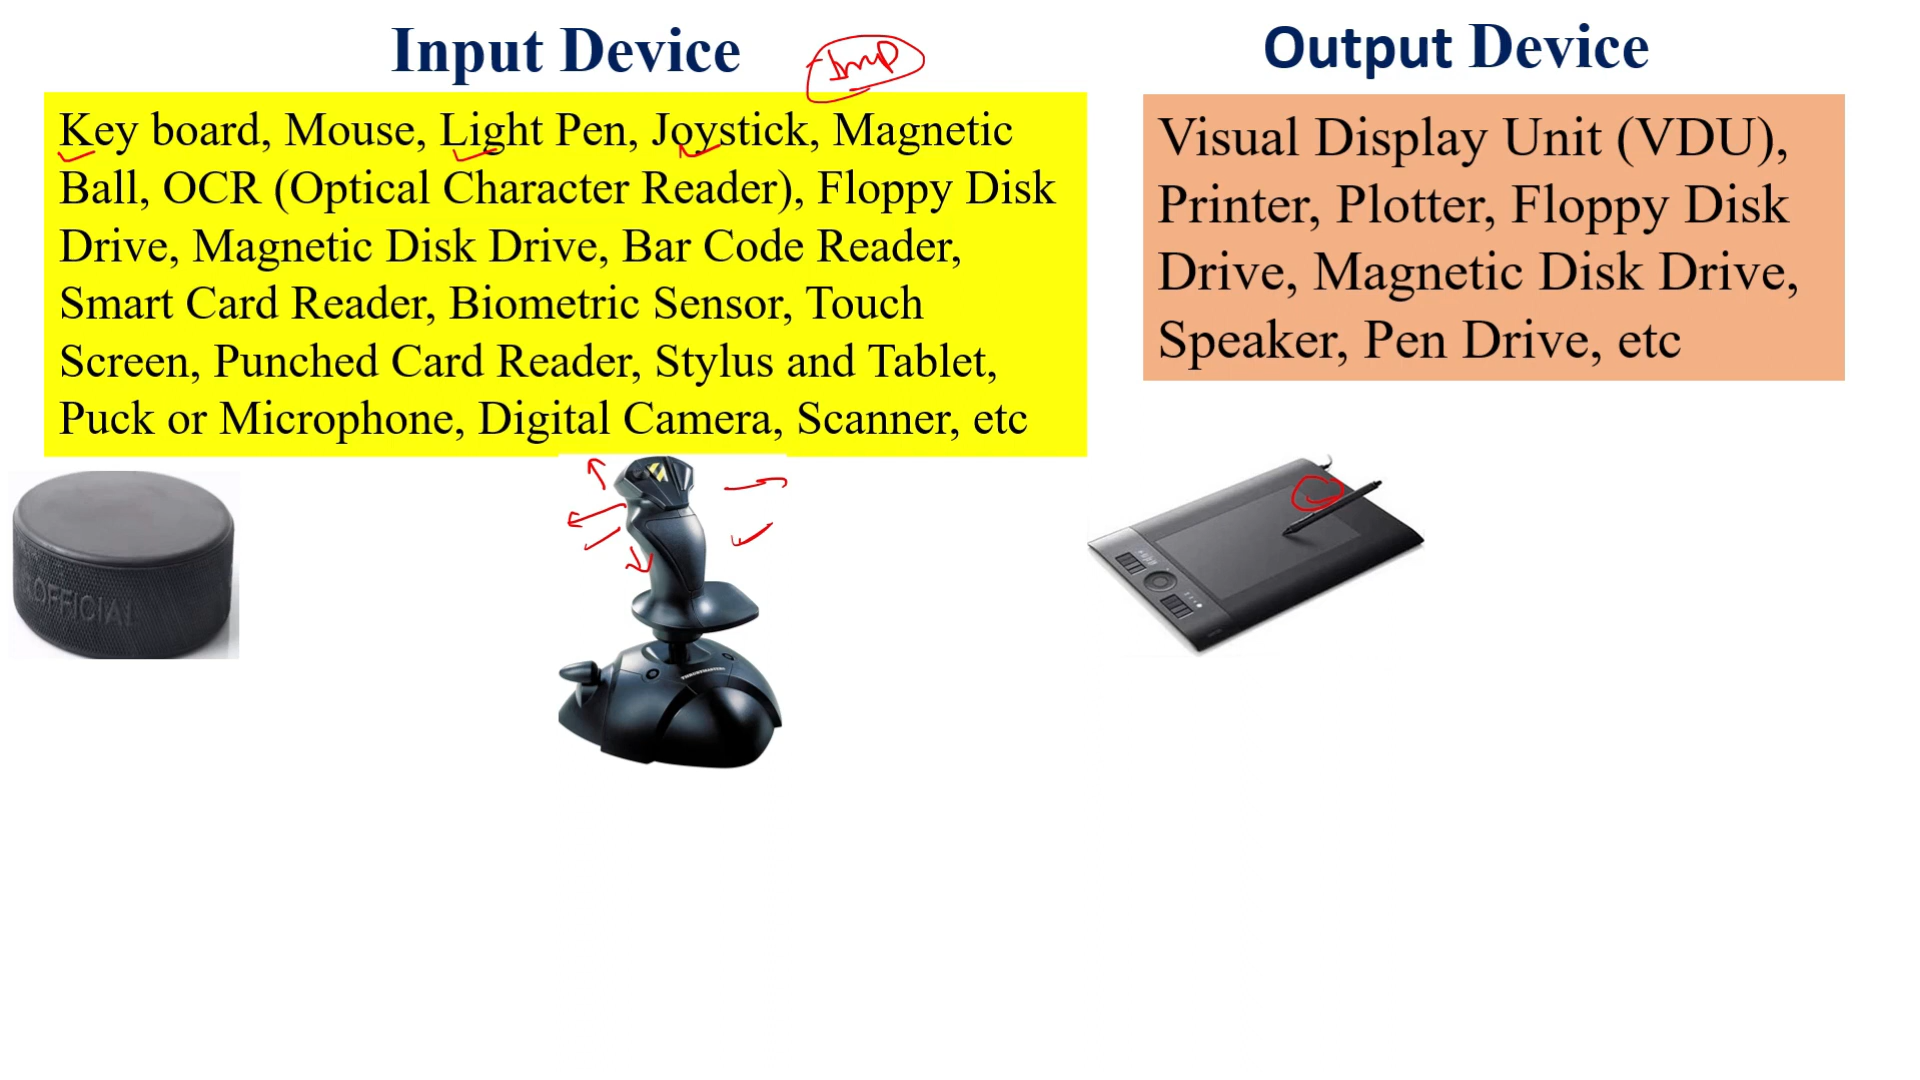 Input Device
Imp
Output Device
Key board, Mouse, Light Pen, Joystick, Magnetic
Ball, OCR (Optical Character Reader), Floppy Disk
Drive, Magnetic Disk Drive, Bar Code Reader,
Smart Card Reader, Biometric Sensor, Touch
Screen, Punched Card Reader, Stylus and Tablet,
Puck or Microphone, Digital Camera, Scanner, etc
Visual Display Unit (VDU),
Printer, Plotter, Floppy Disk
Drive, Magnetic Disk Drive,
Speaker, Pen Drive, etc
OFFICIAL